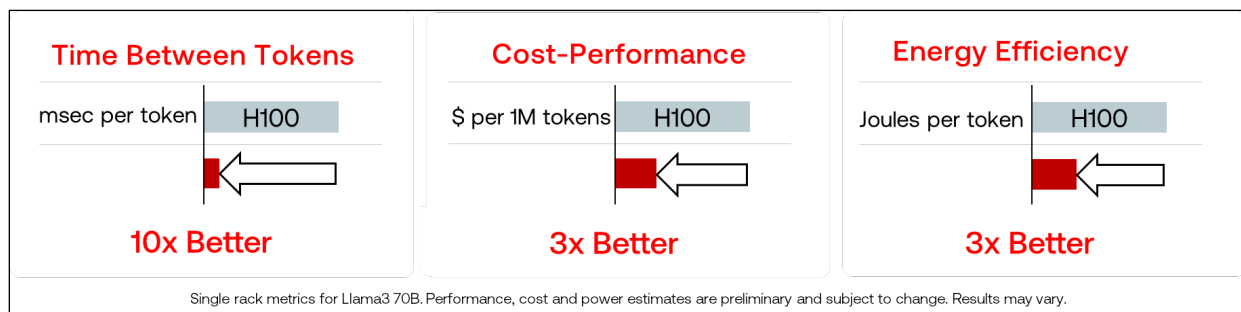 Time Between Tokens
msec per token
H100
10x Better
Cost-Performance
$ per 1M tokens
H100
3x Better
Energy Efficiency
Joules per token
H100
3x Better
Single rack metrics for Llama3 70B. Performance, cost and power estimates are preliminary and subject to change. Results may vary.